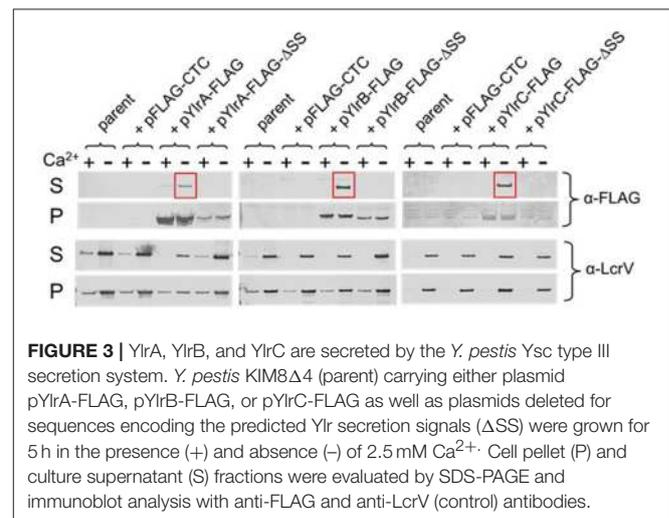 parent
+ pFLAG-CTC
+ pYlrA-FLAG
+ pYlrA-FLAG-ΔSS
parent
+ pFLAG-CTC
+ pYlrB-FLAG
+ pYlrB-FLAG-ΔSS
parent
+ pFLAG-CTC
+ pYlrC-FLAG
+ pYlrC-FLAG-ΔSS
Ca²⁺ + – + – + – + – + – + – + – + – + – + – + – + –
S
P
α-FLAG
S
P
α-LcrV
FIGURE 3 | YlrA, YlrB, and YlrC are secreted by the Y. pestis Ysc type III
secretion system. Y. pestis KIM8Δ4 (parent) carrying either plasmid
pYlrA-FLAG, pYlrB-FLAG, or pYlrC-FLAG as well as plasmids deleted for
sequences encoding the predicted Ylr secretion signals (ΔSS) were grown for
5 h in the presence (+) and absence (–) of 2.5 mM Ca²⁺· Cell pellet (P) and
culture supernatant (S) fractions were evaluated by SDS-PAGE and
immunoblot analysis with anti-FLAG and anti-LcrV (control) antibodies.